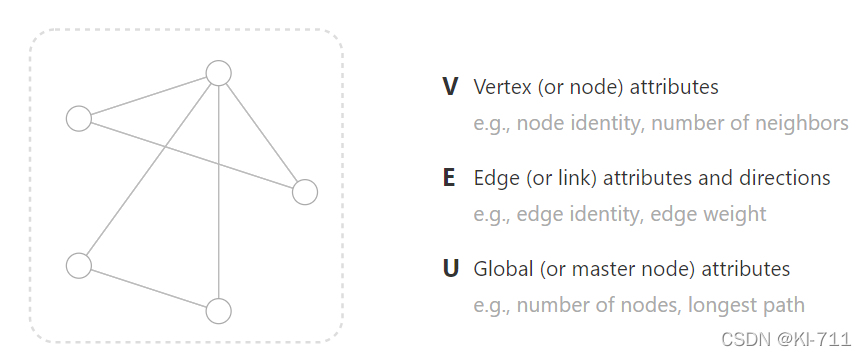 V Vertex (or node) attributes
e.g., node identity, number of neighbors
E Edge (or link) attributes and directions
e.g., edge identity, edge weight
U Global (or master node) attributes
e.g., number of nodes, longest path
CSDN @KI-711